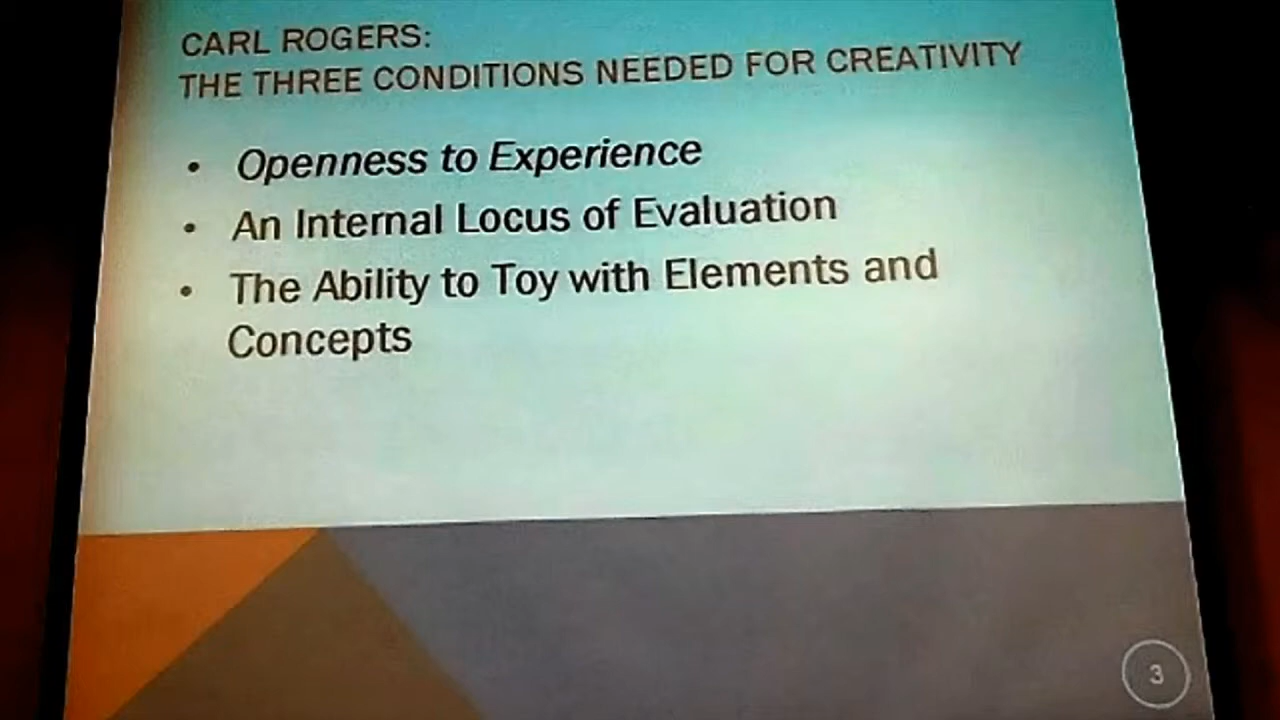 CARL ROGERS:
THE THREE CONDITIONS NEEDED FOR CREATIVITY
• Openness to Experience
• An Internal Locus of Evaluation
• The Ability to Toy with Elements and
Concepts
3